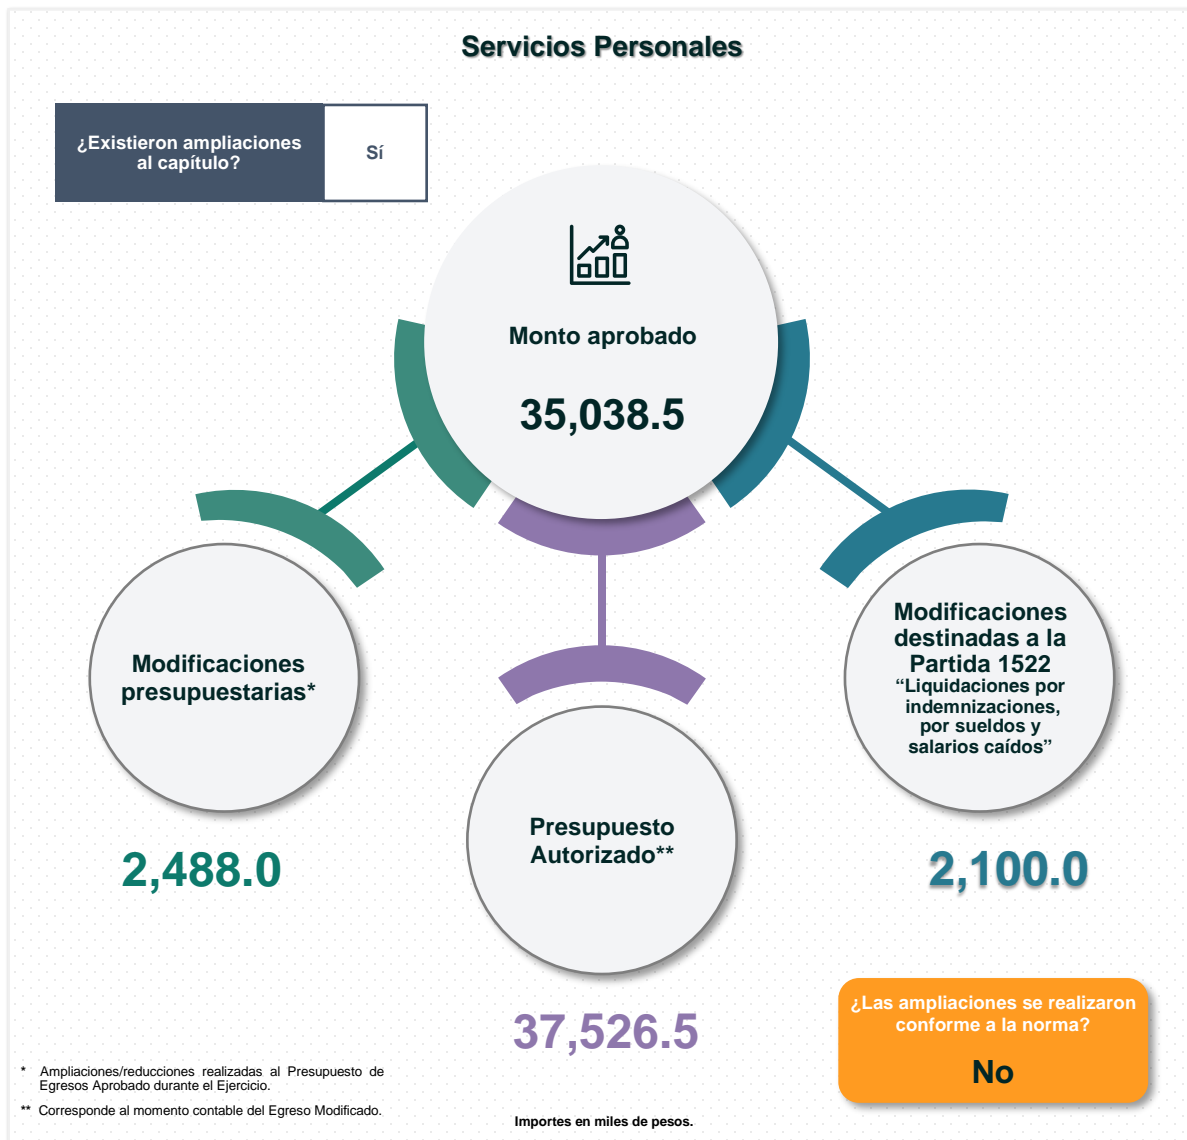 Servicios Personales
¿Existieron ampliaciones
al capítulo?
Sí
Monto aprobado
35,038.5
Modificaciones
presupuestarias*
2,488.0
Presupuesto
Autorizado**
37,526.5
Modificaciones
destinadas a la
Partida 1522
“Liquidaciones por
indemnizaciones,
por sueldos y
salarios caídos”
2,100.0
¿Las ampliaciones se realizaron
conforme a la norma?
No
* Ampliaciones/reducciones realizadas al Presupuesto de
Egresos Aprobado durante el Ejercicio.
** Corresponde al momento contable del Egreso Modificado.
Importes en miles de pesos.